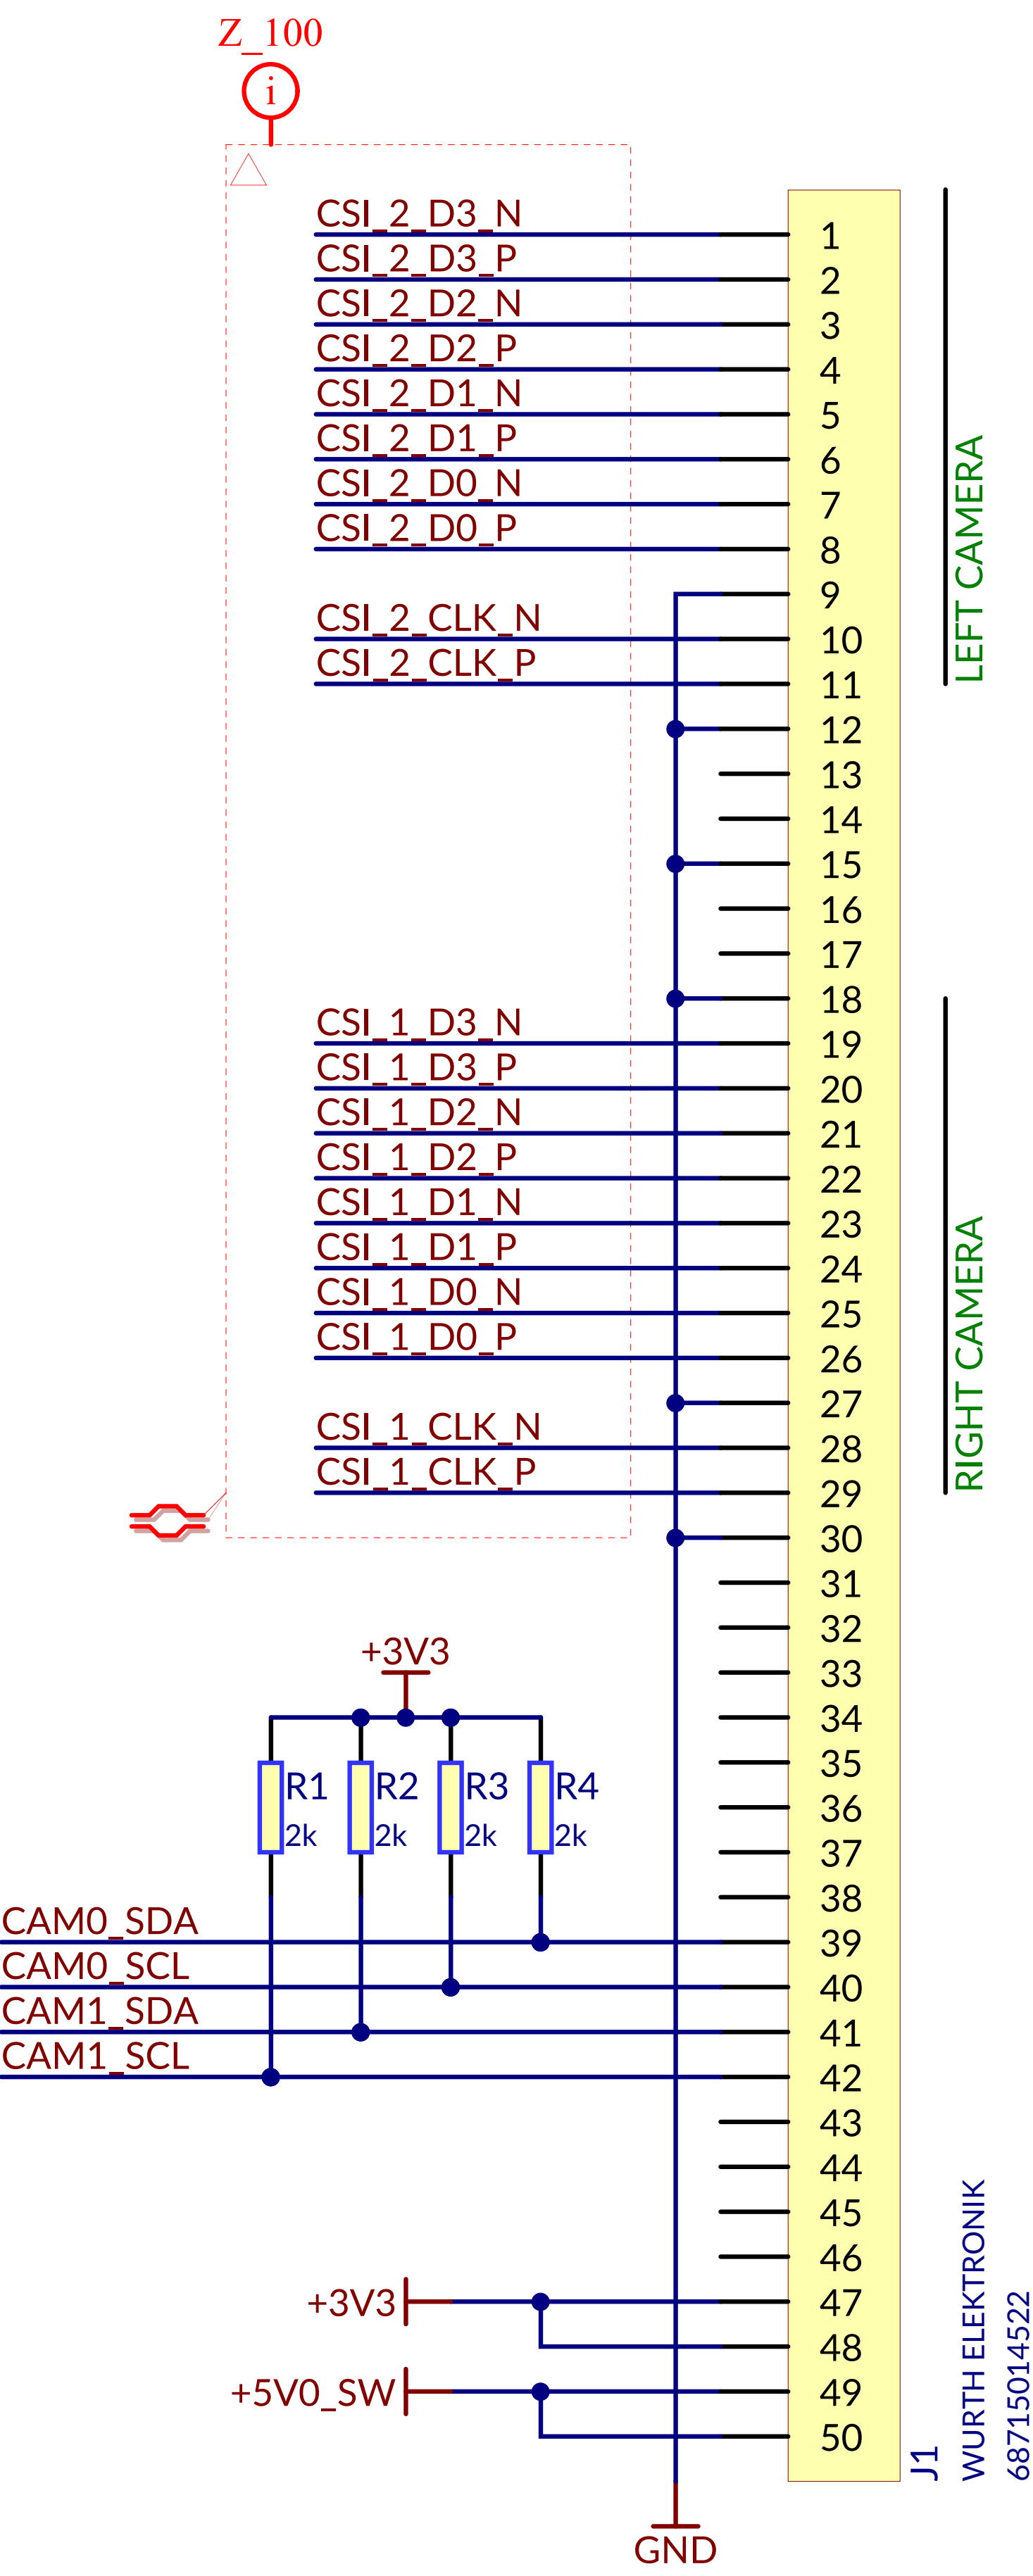 Z_100
i
CSI_2_D3_N
1
CSI_2_D3_P
2
CSI_2_D2_N
3
CSI_2_D2_P
4
CSI_2_D1_N
5
CSI_2_D1_P
6
CSI_2_D0_N
7
CSI_2_D0_P
8
9
CSI_2_CLK_N
10
CSI_2_CLK_P
11
LEFT CAMERA
12
13
14
15
16
17
18
CSI_1_D3_N
19
CSI_1_D3_P
20
CSI_1_D2_N
21
CSI_1_D2_P
22
CSI_1_D1_N
23
CSI_1_D1_P
24
CSI_1_D0_N
25
CSI_1_D0_P
26
27
CSI_1_CLK_N
28
CSI_1_CLK_P
29
RIGHT CAMERA
30
31
32
33
34
35
36
37
38
+3V3
R1
2k
R2
2k
R3
2k
R4
2k
CAM0_SDA
39
CAM0_SCL
40
CAM1_SDA
41
CAM1_SCL
42
43
44
45
46
+3V3
47
48
+5V0_SW
49
50
J1
WURTH ELEKTRONIK
68715014522
GND